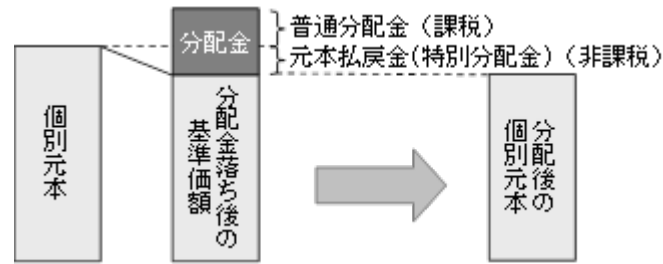 分配金
普通分配金（課税）
元本払戻金(特別分配金)（非課税）
個別元本
分配金落ち後の
基準価額
分配後の
個別元本